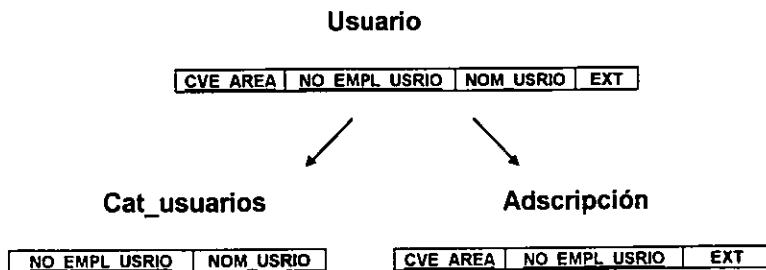 Usuario
CVE AREA NO EMPL USRIO NOM USRIO EXT
Cat_usuarios Adscripción
NO EMPL USRIO NOM USRIO CVE AREA NO EMPL USRIO EXT